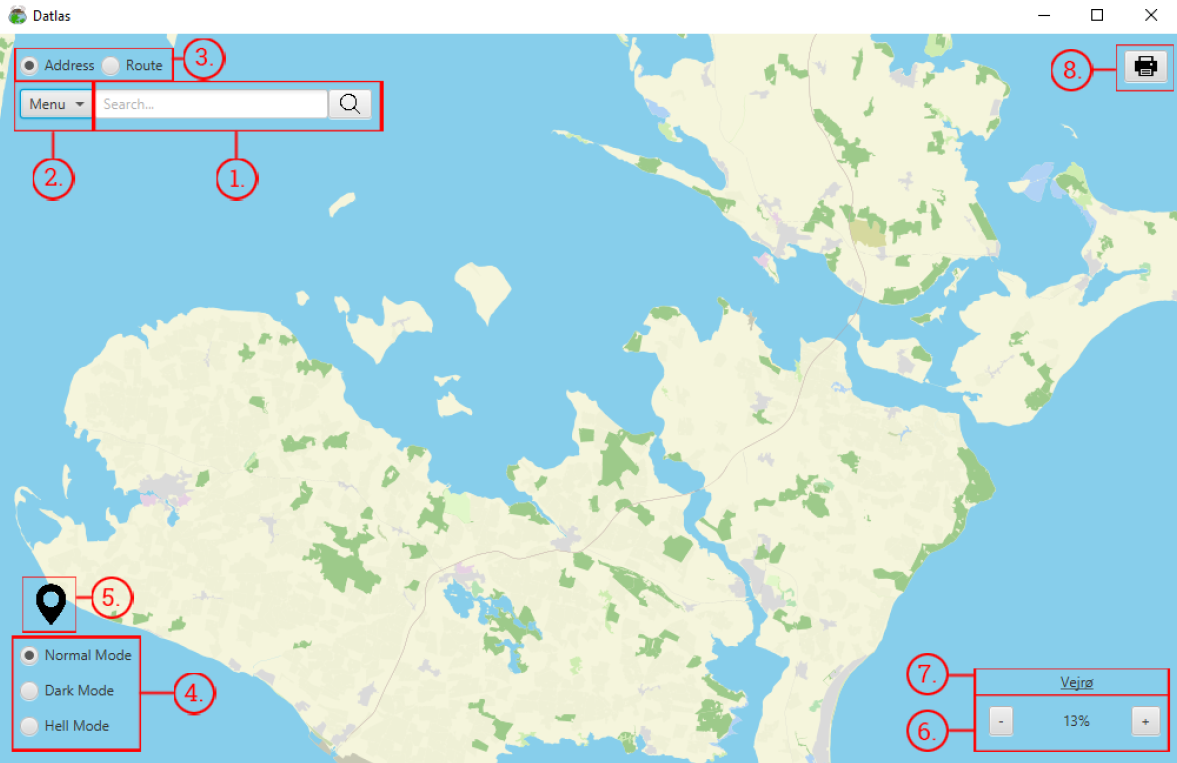 Datlas
Address Route
3.
8.
Menu Search...
2.
1.
5.
Normal Mode
Dark Mode
4.
Hell Mode
7.
Vejrø
6.
- 13% +